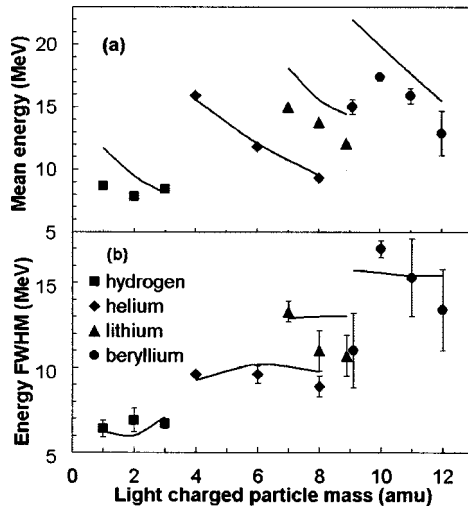 (a)
Mean energy (MeV)
20
15
10
5
(b)
hydrogen
helium
lithium
beryllium
Energy FWHM (MeV)
15
10
5
0 2 4 6 8 10 12
Light charged particle mass (amu)